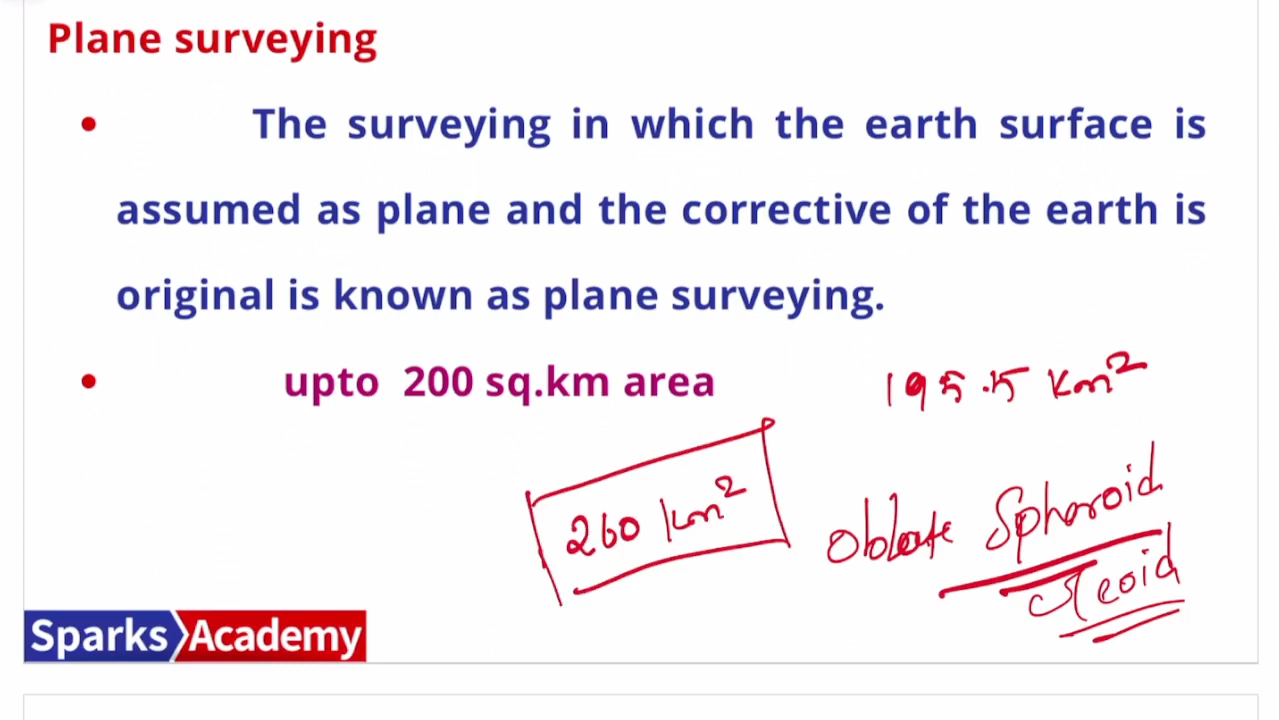 Plane surveying
• The surveying in which the earth surface is
assumed as plane and the corrective of the earth is
original is known as plane surveying.
• upto 200 sq.km area
195.5 km²
260 km²
Oblate Spheroid
Geoid
Sparks Academy